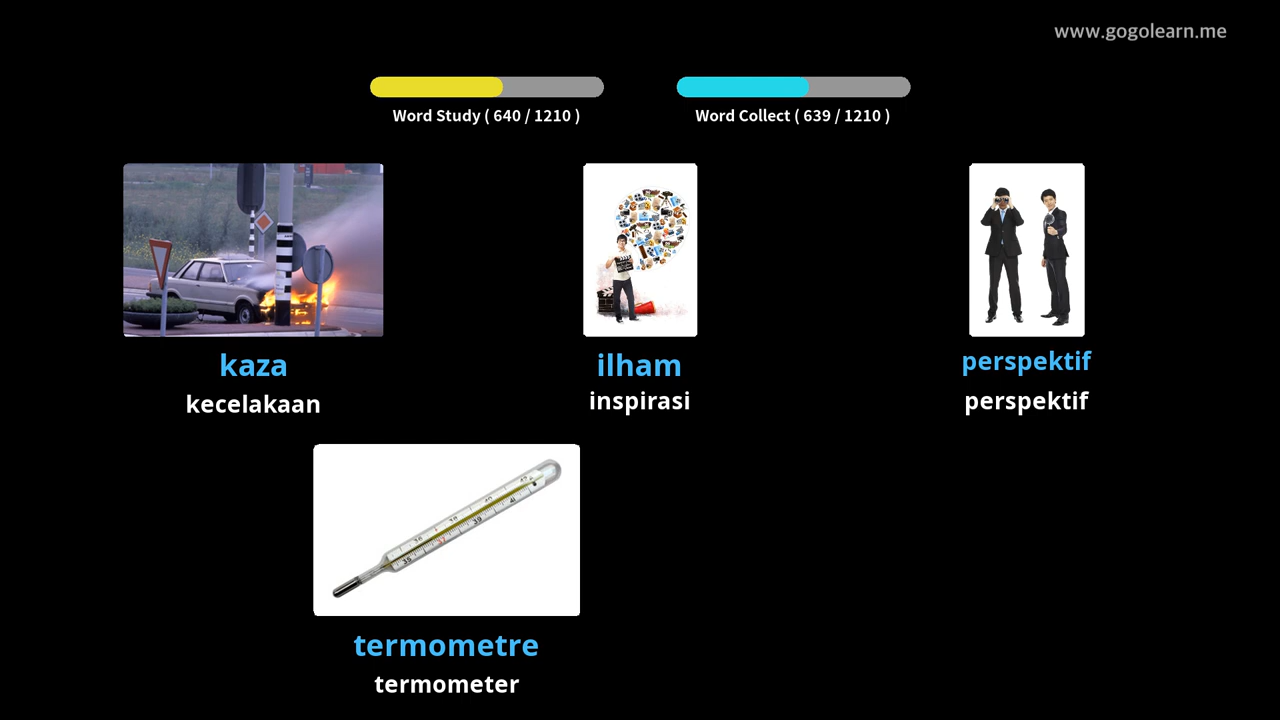 www.gogolearn.me
Word Study ( 640 / 1210 )
Word Collect ( 639 / 1210 )
kaza
kecelakaan
ilham
inspirasi
perspektif
perspektif
termometre
termometer